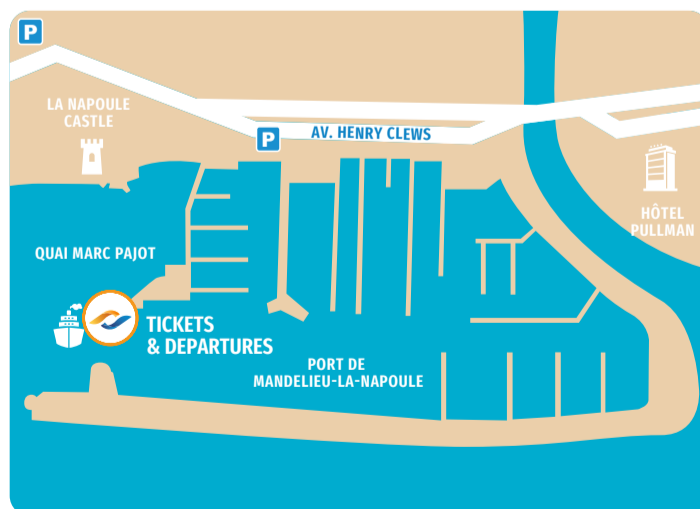 P
LA NAPOULE
CASTLE
P
AV. HENRY CLEWS
HÔTEL
PULLMAN
QUAI MARC PAJOT
TICKETS
& DEPARTURES
PORT DE
MANDELIEU-LA-NAPOULE